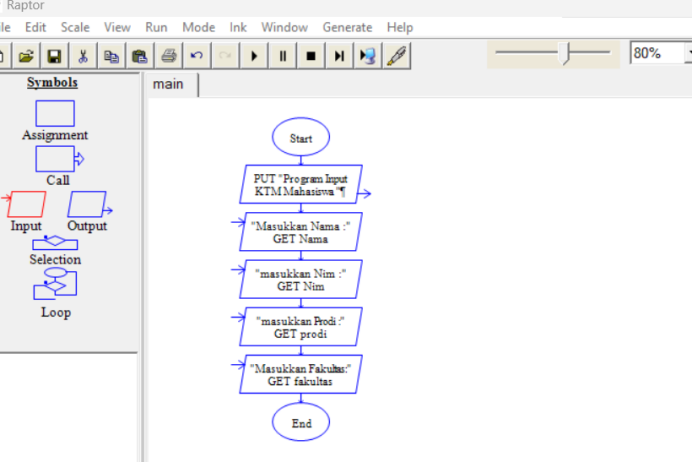 Raptor
le Edit Scale View Run Mode Ink Window Generate Help
80%
Symbols
Assignment
Call
Input Output
Selection
Loop
main
Start
PUT "Program Input
KTM Mahasiswa"¶
"Masukkan Nama :"
GET Nama
"masukkan Nim :"
GET Nim
"masukkan Prodi :"
GET prodi
"Masukkan Fakultas:"
GET fakultas
End